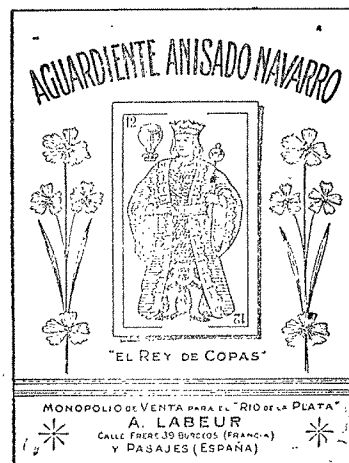 AGUARDIENTE ANISADO NAVARRO
12
12
"EL REY DE COPAS"
MONOPOLIO DE VENTA PARA EL "RIO DE LA PLATA"
A. LABEUR
CALLE FRERE 39 BURDEOS (FRANCIA)
Y PASAJES (ESPAÑA)